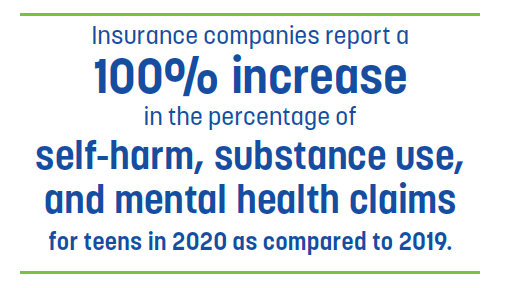 Insurance companies report a
100% increase
in the percentage of
self-harm, substance use,
and mental health claims
for teens in 2020 as compared to 2019.